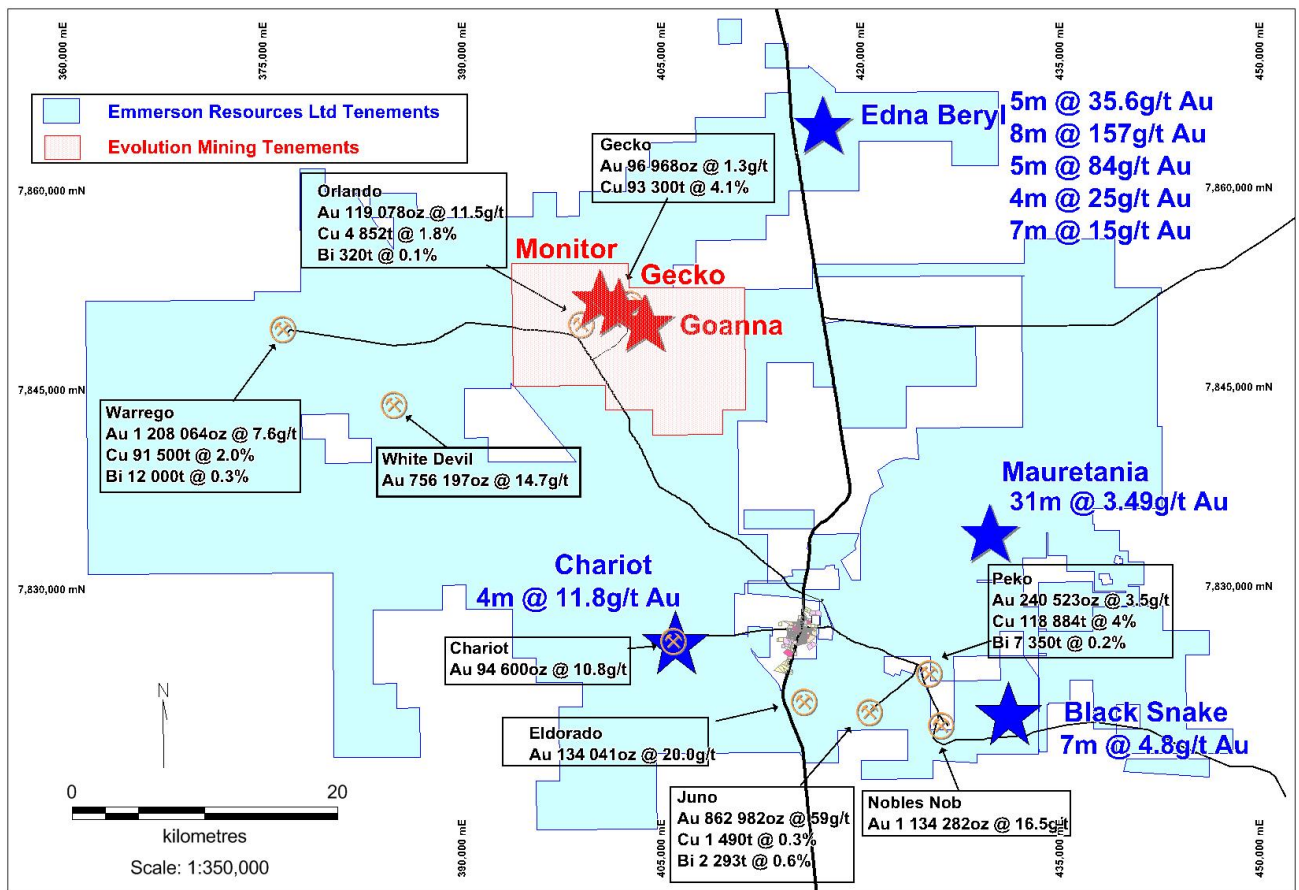 360,000 mE
375,000 mE
390,000 mE
405,000 mE
420,000 mE
435,000 mE
450,000 mE
Emmerson Resources Ltd Tenements
Evolution Mining Tenements
Edna Beryl
5m @ 35.6g/t Au
8m @ 157g/t Au
5m @ 84g/t Au
4m @ 25g/t Au
7m @ 15g/t Au
Gecko
Au 96 968oz @ 1.3g/t
Cu 93 300t @ 4.1%
7,860,000 mN
7,860,000 mN
Orlando
Au 119 078oz @ 11.5g/t
Cu 4 852t @ 1.8%
Bi 320t @ 0.1%
Monitor
Gecko
Goanna
7,845,000 mN
7,845,000 mN
Warrego
Au 1 208 064oz @ 7.6g/t
Cu 91 500t @ 2.0%
Bi 12 000t @ 0.3%
White Devil
Au 756 197oz @ 14.7g/t
Mauretania
31m @ 3.49g/t Au
Chariot
4m @ 11.8g/t Au
7,830,000 mN
7,830,000 mN
Peko
Au 240 523oz @ 3.5g/t
Cu 118 884t @ 4%
Bi 7 350t @ 0.2%
Chariot
Au 94 600oz @ 10.8g/t
Black Snake
7m @ 4.8g/t Au
Eldorado
Au 134 041oz @ 20.0g/t
Juno
Au 862 982oz @ 59g/t
Cu 1 490t @ 0.3%
Bi 2 293t @ 0.6%
Nobles Nob
Au 1 134 282oz @ 16.5g/t
N
0
20
kilometres
Scale: 1:350,000
390,000 mE
405,000 mE
435,000 mE
450,000 mE